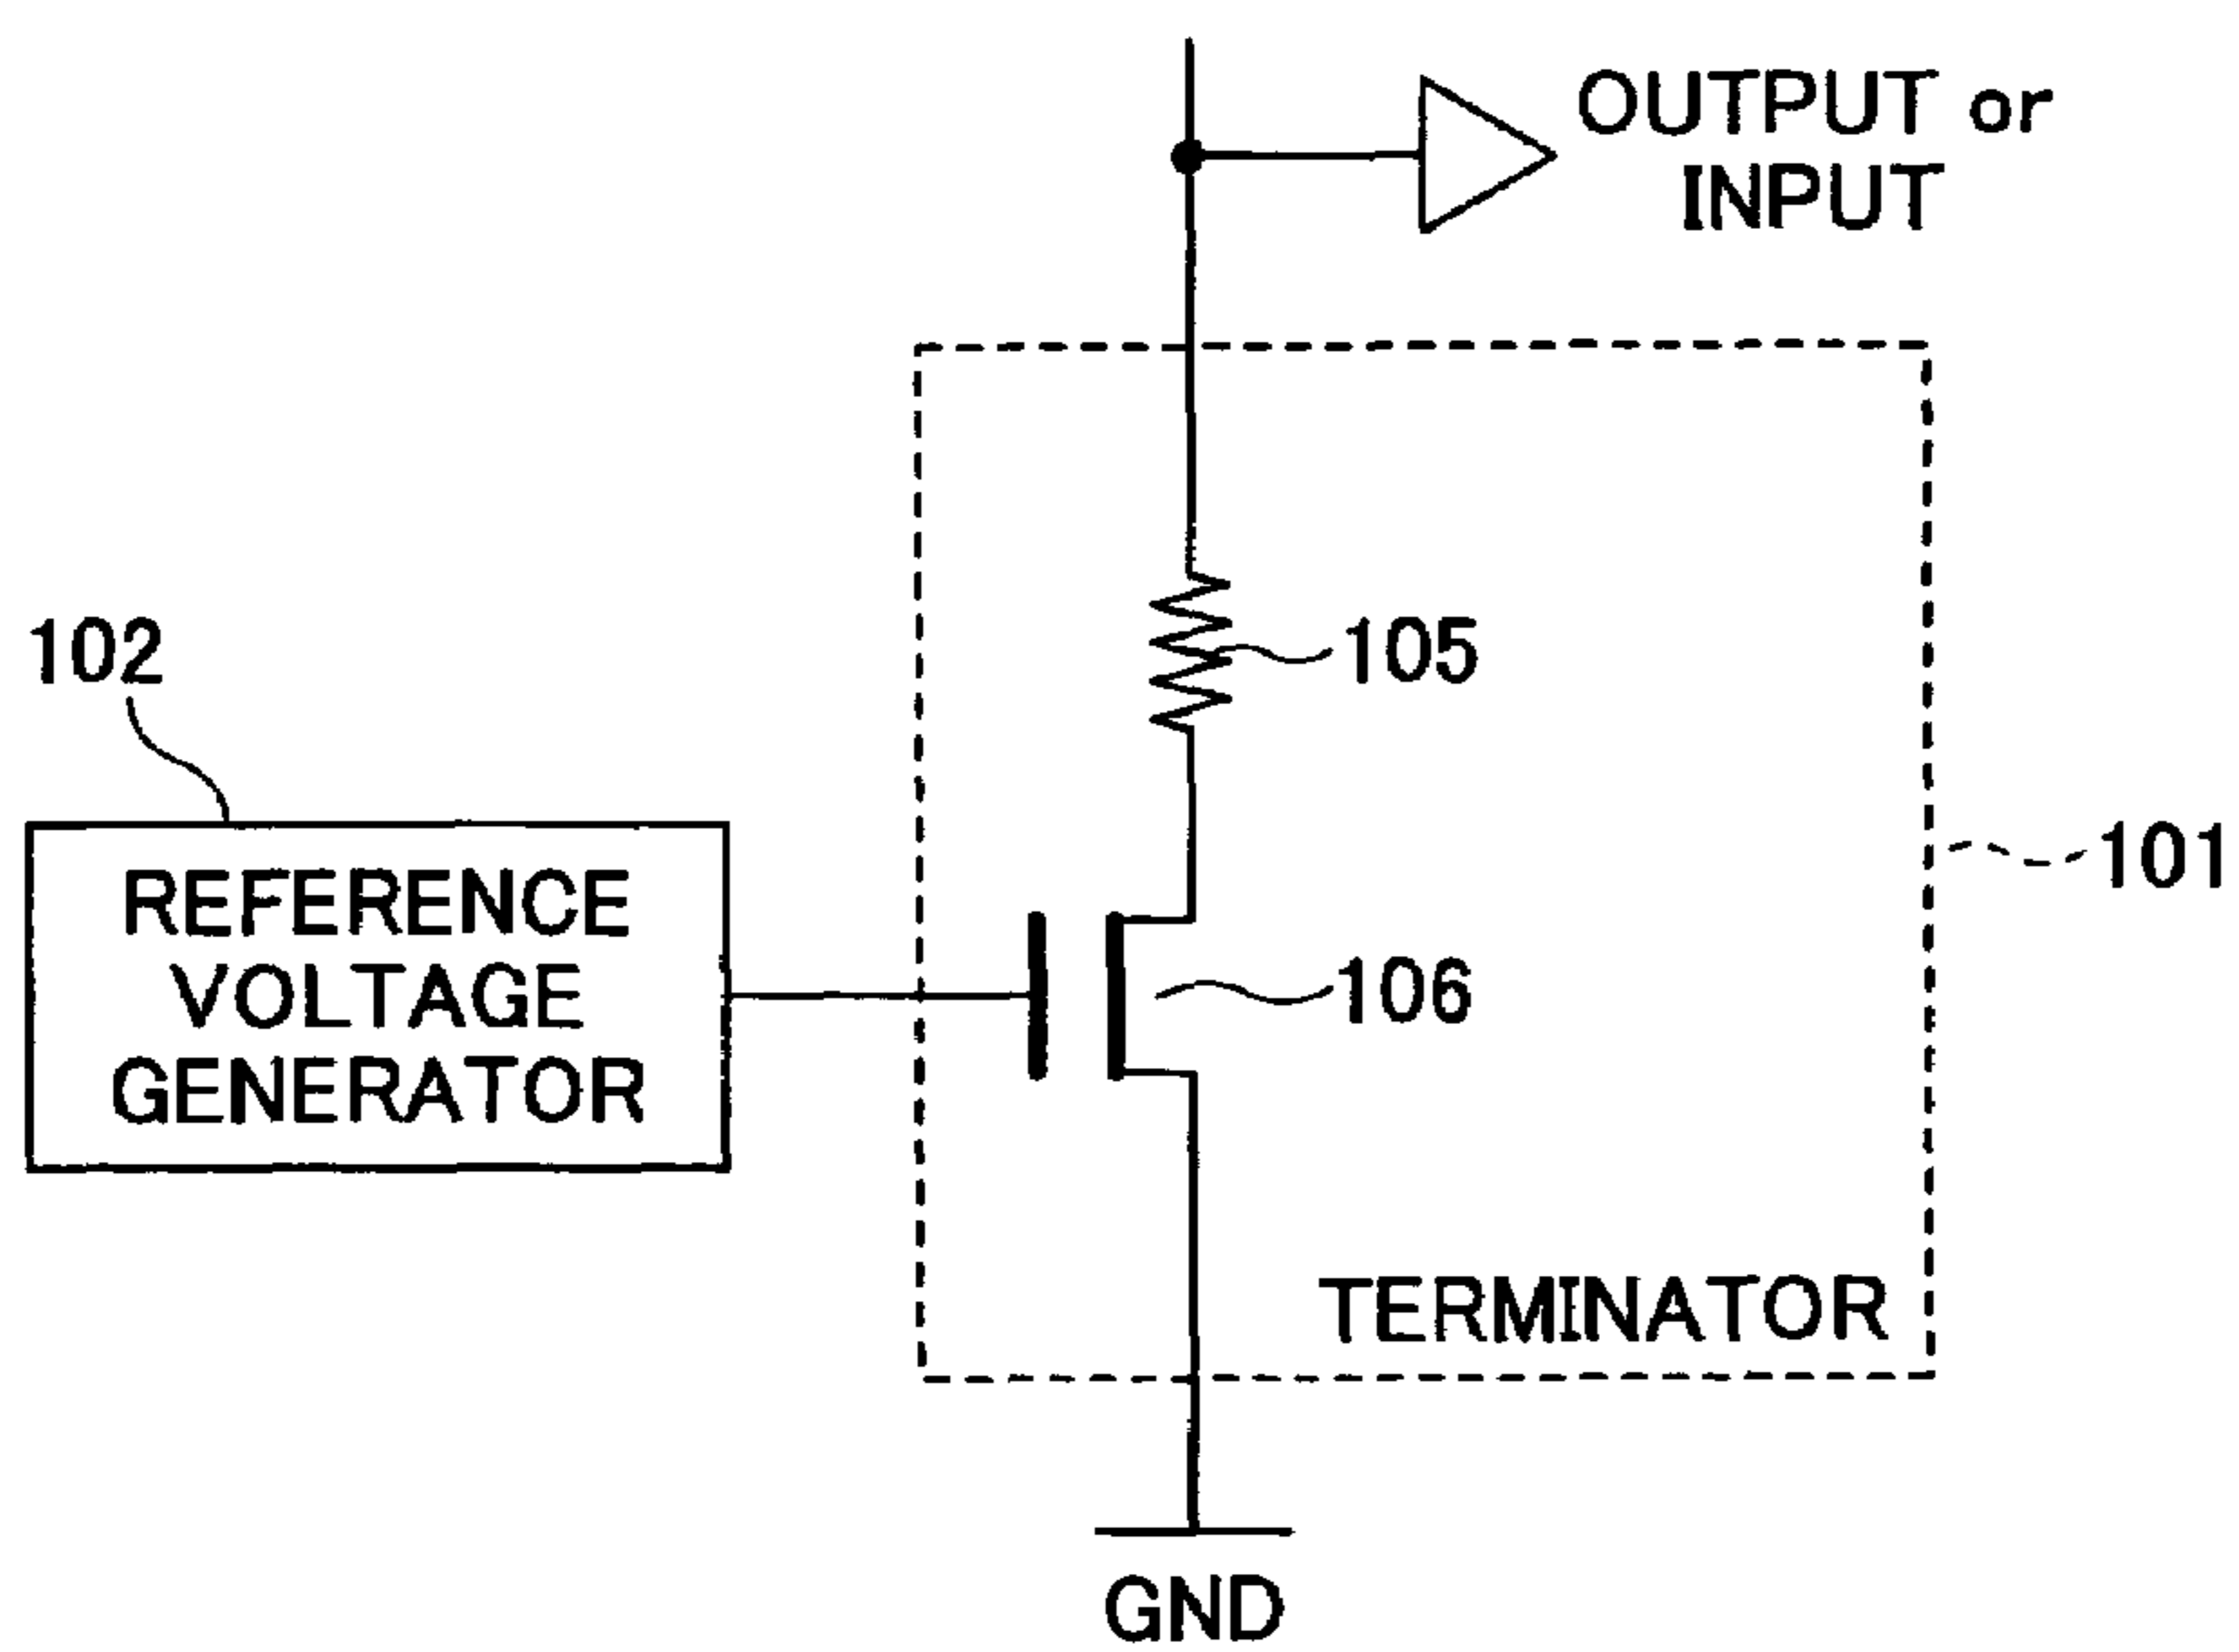 OUTPUT or
INPUT
102
105
REFERENCE
VOLTAGE
GENERATOR
101
106
TERMINATOR
GND